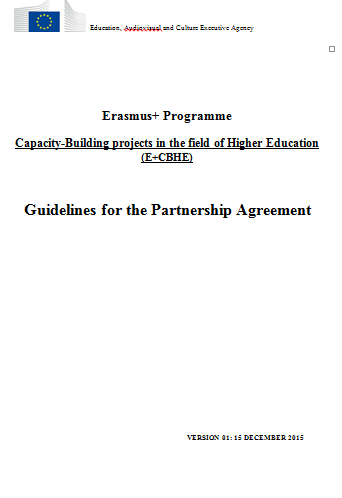 Education, Audiovisual and Culture Executive Agency
Erasmus+ Programme
Capacity-Building projects in the field of Higher Education
(E+CBHE)
Guidelines for the Partnership Agreement
VERSION 01: 15 DECEMBER 2015